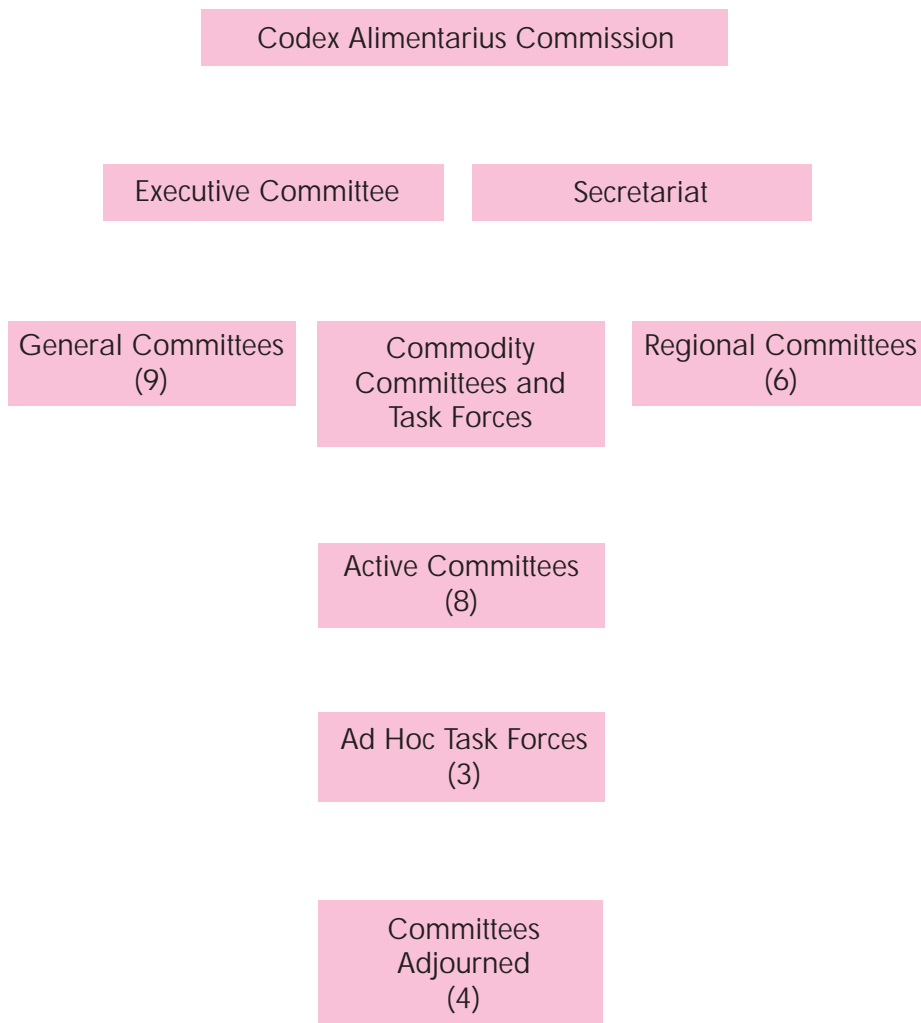 Codex Alimentarius Commission
Executive Committee
Secretariat
General Committees
(9)
Commodity
Committees and
Task Forces
Regional Committees
(6)
Active Committees
(8)
Ad Hoc Task Forces
(3)
Committees
Adjourned
(4)